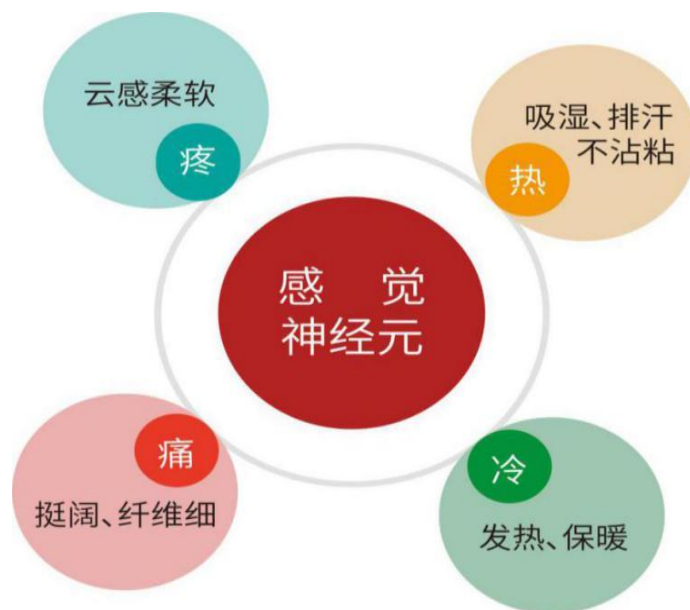 云感柔软
疼
吸湿、排汗
不沾粘
热
感 觉
神经元
痛
挺阔、纤维细
冷
发热、保暖